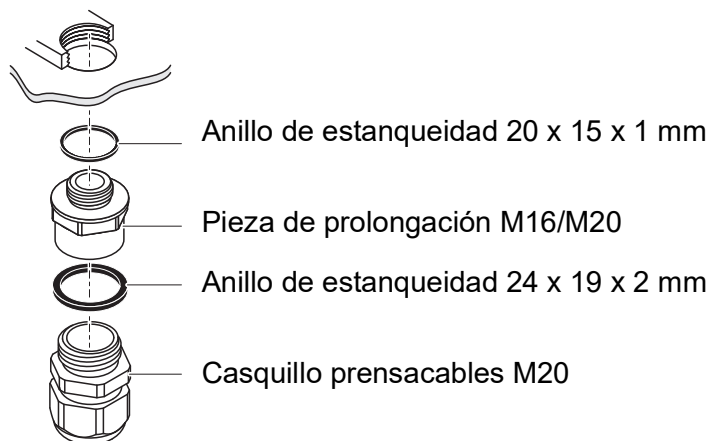 Anillo de estanqueidad 20 x 15 x 1 mm
Pieza de prolongación M16/M20
Anillo de estanqueidad 24 x 19 x 2 mm
Casquillo prensacables M20